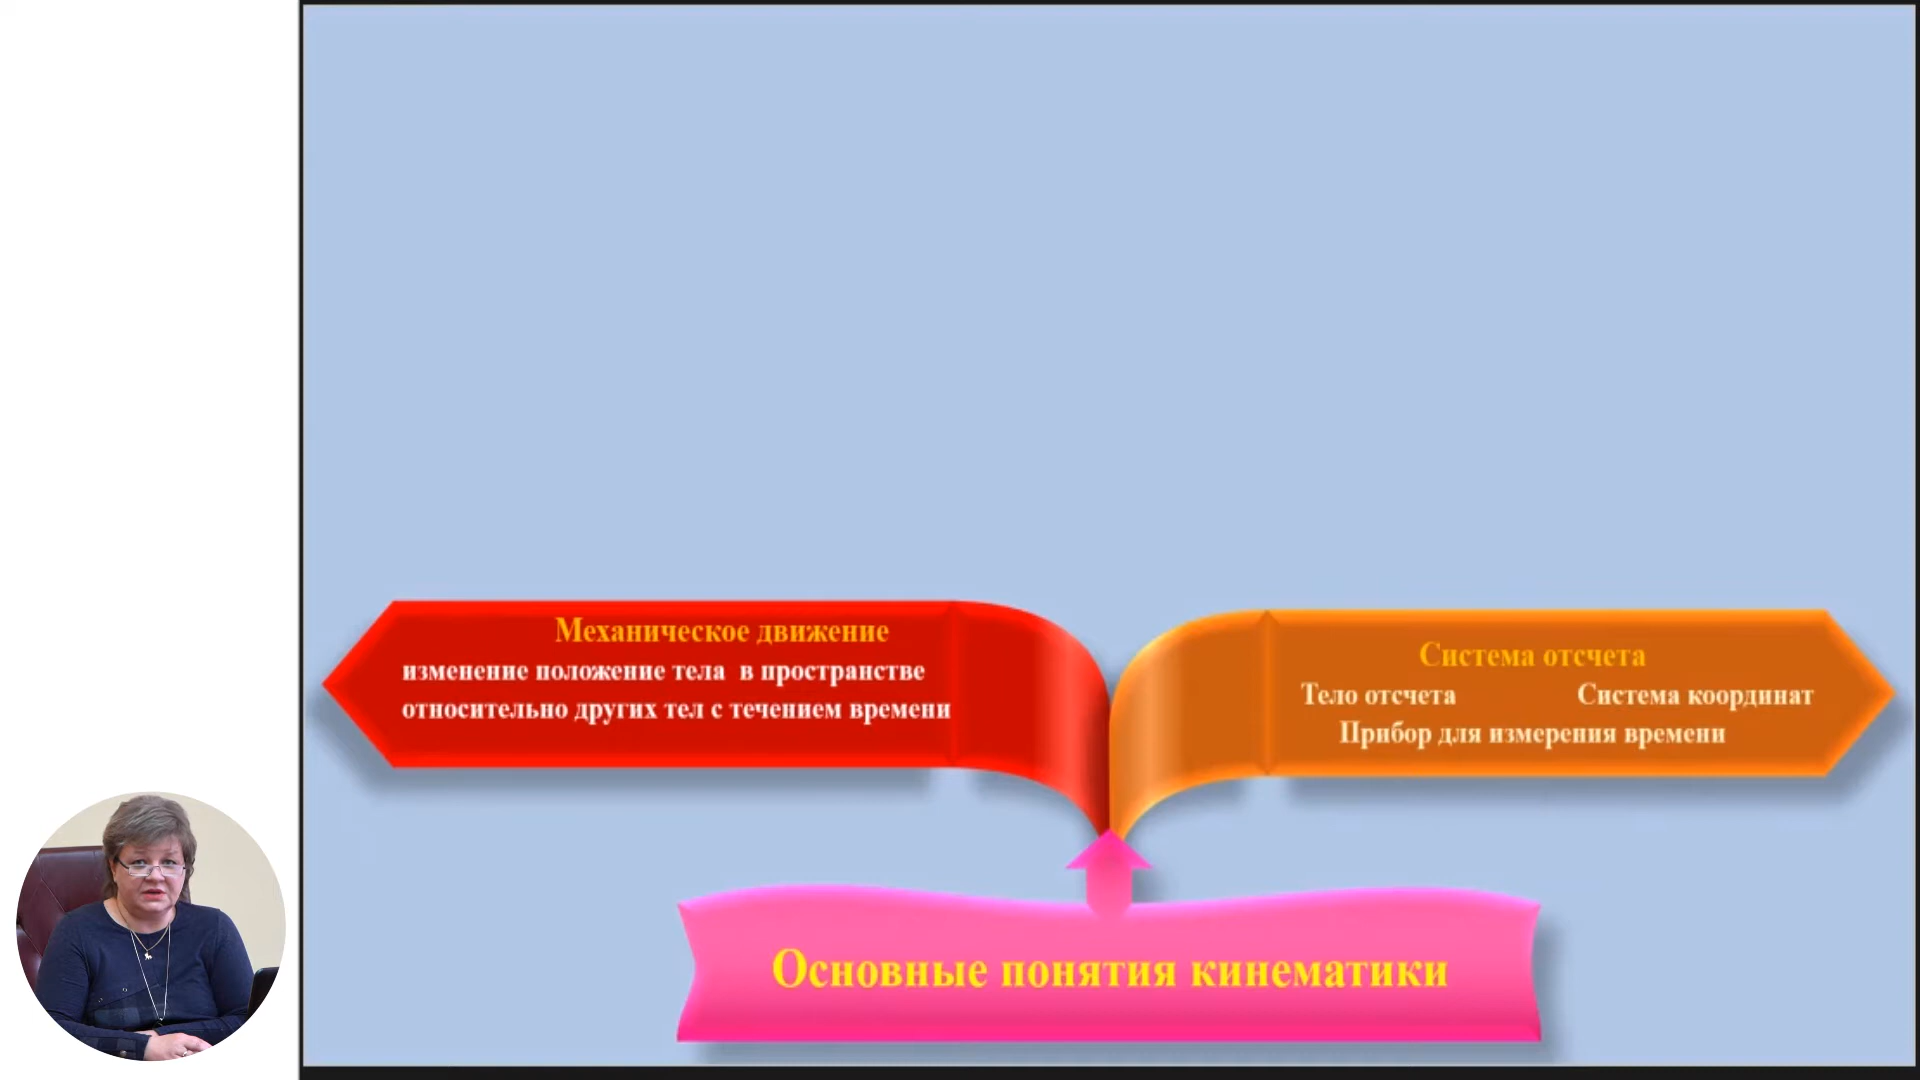 Механическое движение
изменение положение тела в пространстве
относительно других тел с течением времени
Система отсчета
Тело отсчета Система координат
Прибор для измерения времени
Основные понятия кинематики